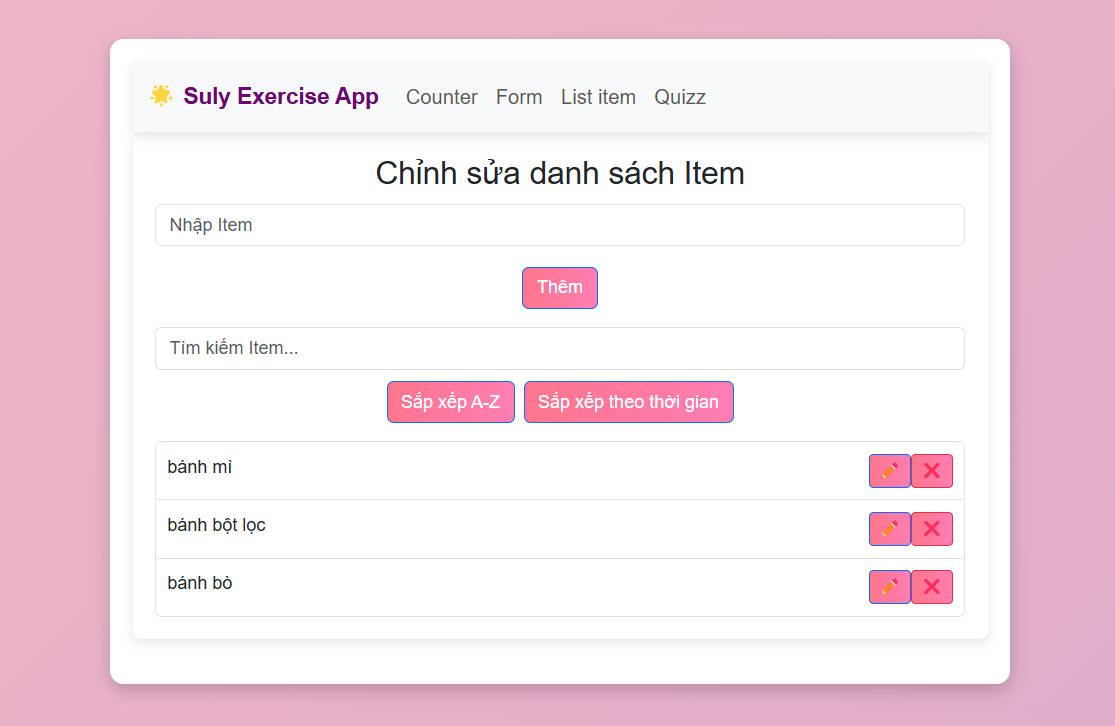 Suly Exercise App Counter Form List item Quizz
Chỉnh sửa danh sách Item
Nhập Item
Thêm
Tìm kiếm Item...
Sắp xếp A-Z Sắp xếp theo thời gian
bánh mì
bánh bột lọc
bánh bò